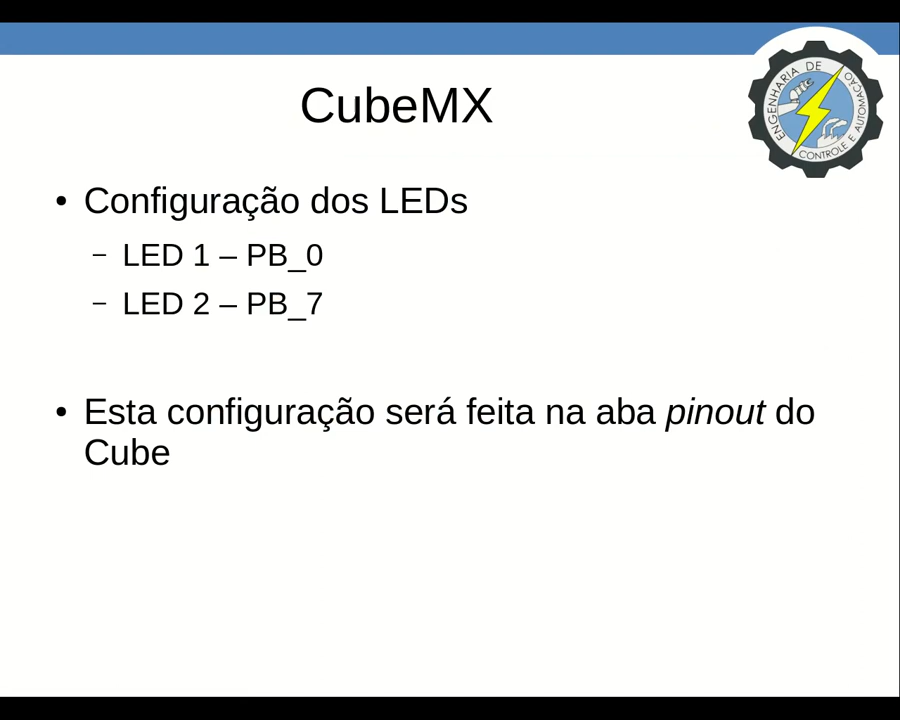 CubeMX
ENGENHARIA DE
CONTROLE E AUTOMAÇÃO
• Configuração dos LEDs
– LED 1 – PB_0
– LED 2 – PB_7
• Esta configuração será feita na aba pinout do
Cube